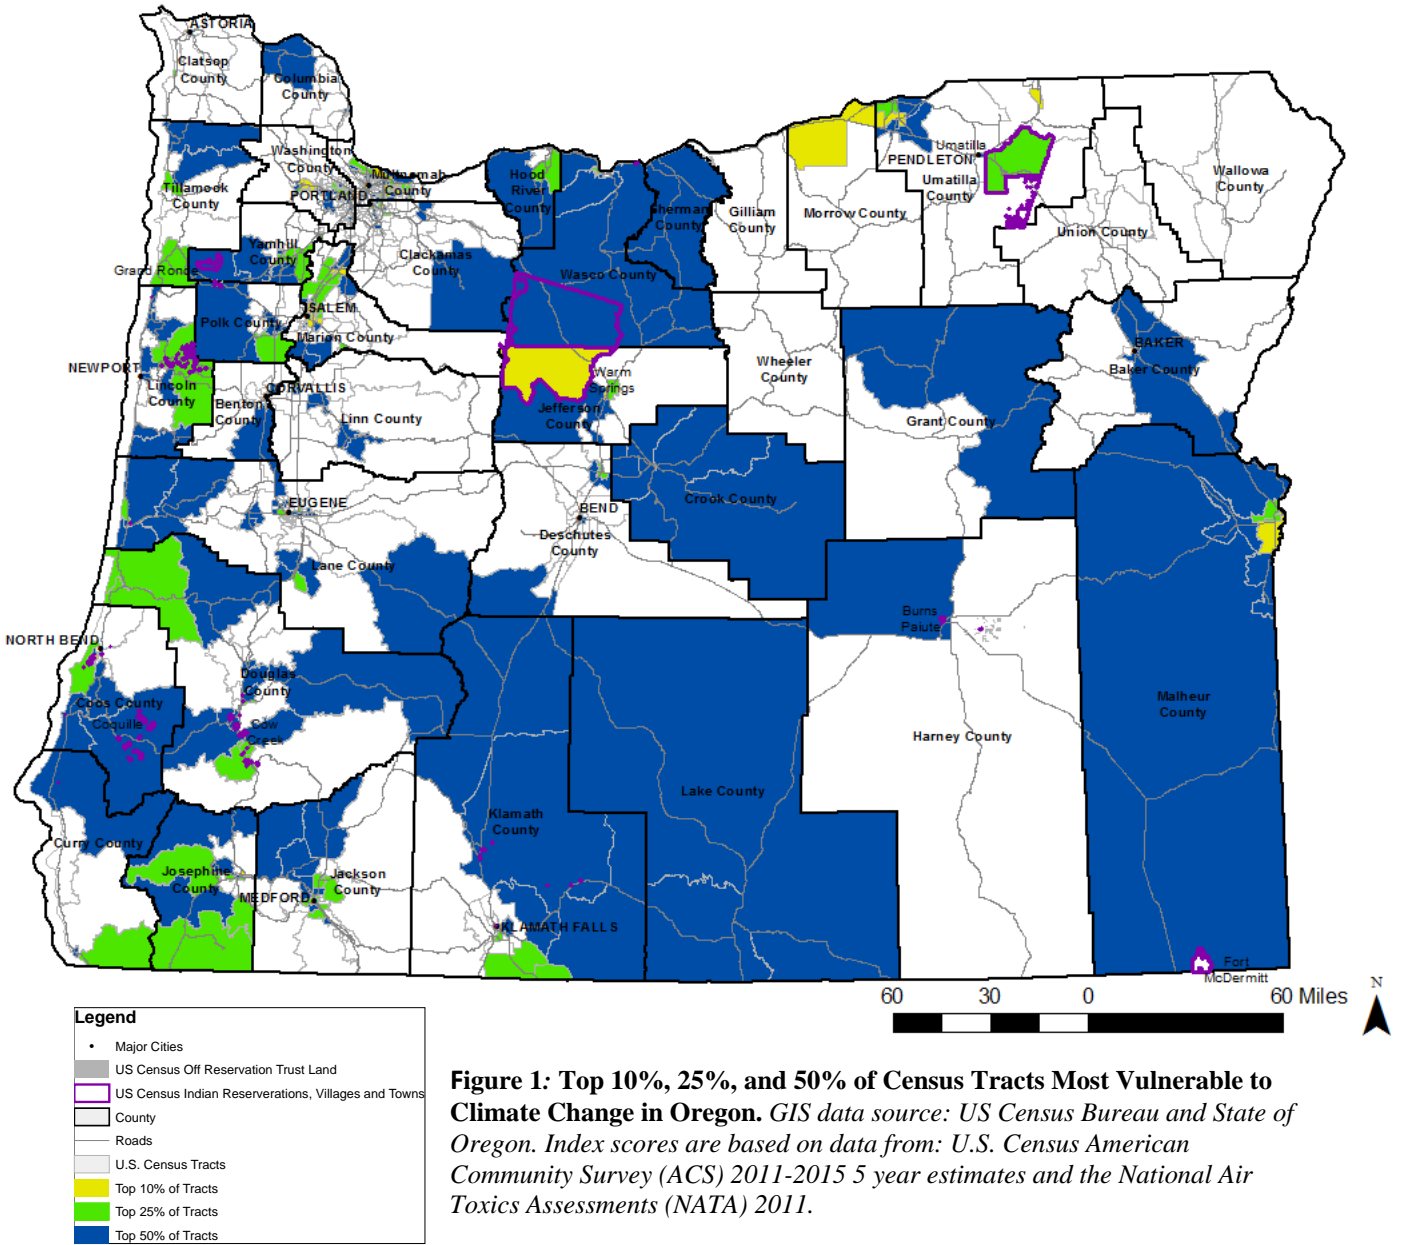 ASTORIA
Clatsop
County
Columbia
County
Washington
County
Multnomah
County
PORTLAND
Tillamook
County
Hood
River
County
Sherman
County
Gilliam
County
Morrow County
Umatilla
PENDLETON
Umatilla
County
Wallowa
County
Union County
Yamhill
County
Grand Ronde
Clackamas
County
Wasco County
SALEM
Polk County
Marion County
NEWPORT
Lincoln
County
CORVALLIS
Benton
County
Linn County
Warm
Springs
Jefferson
County
Wheeler
County
BAKER
Baker County
Grant County
Crook County
EUGENE
BEND
Deschutes
County
Lane County
Burns
Paiute
NORTH BEND
Douglas
County
Coos County
Coquille
Cow
Creek
Malheur
County
Harney County
Lake County
Klamath
County
Curry County
Josephine
County
Jackson
County
MEDFORD
KLAMATH FALLS
Fort
McDermitt
60 30 0 60 Miles
N
Legend
Major Cities
US Census Off Reservation Trust Land
US Census Indian Reserverations, Villages and Towns
County
Roads
U.S. Census Tracts
Top 10% of Tracts
Top 25% of Tracts
Top 50% of Tracts
Figure 1: Top 10%, 25%, and 50% of Census Tracts Most Vulnerable to
Climate Change in Oregon. GIS data source: US Census Bureau and State of
Oregon. Index scores are based on data from: U.S. Census American
Community Survey (ACS) 2011-2015 5 year estimates and the National Air
Toxics Assessments (NATA) 2011.